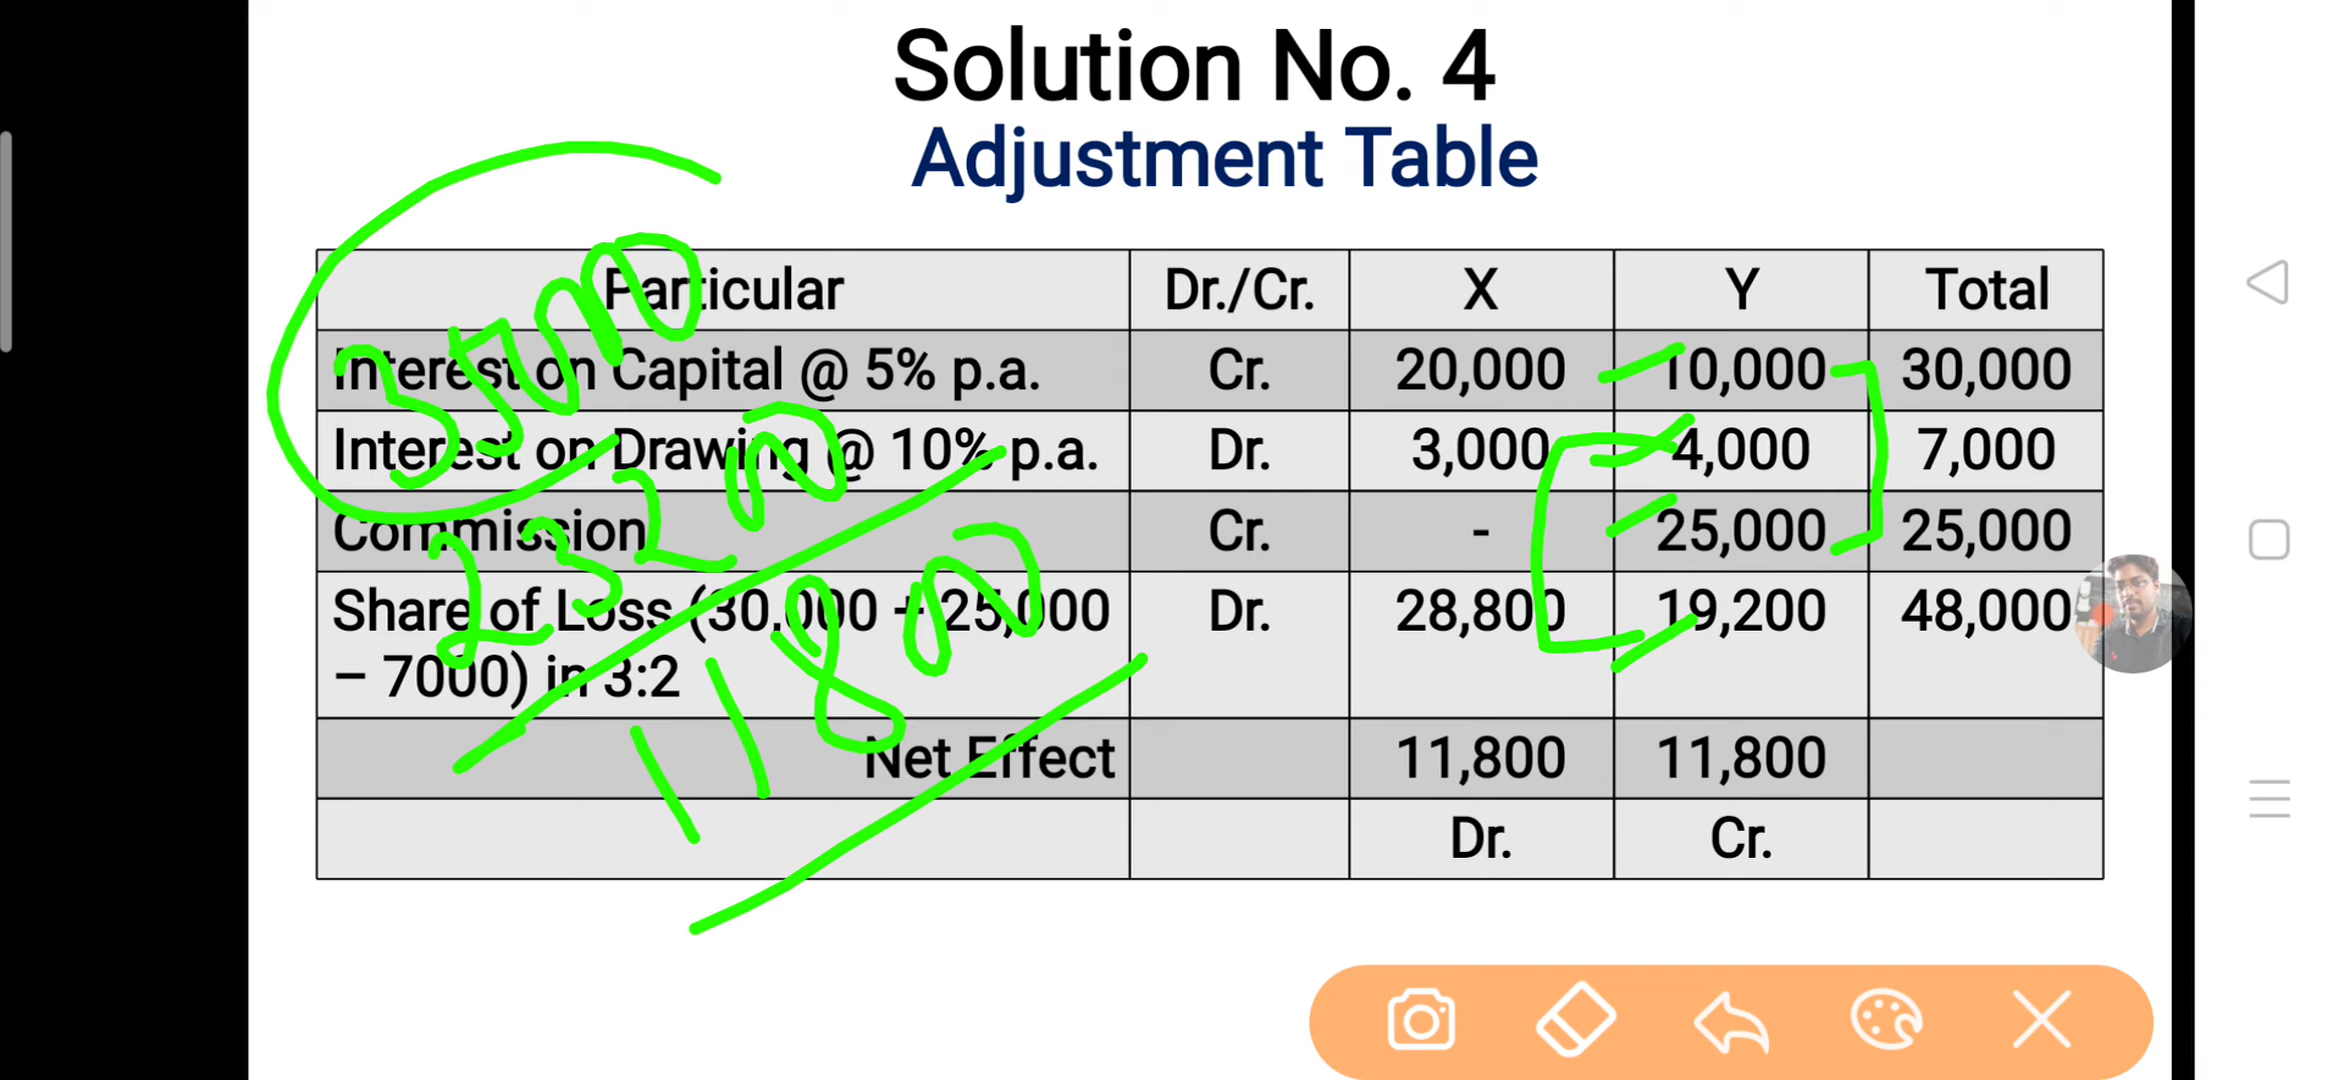 Solution No. 4
Adjustment Table
Particular Dr./Cr. X Y Total
Interest on Capital @ 5% p.a. Cr. 20,000 10,000 30,000
Interest on Drawing @ 10% p.a. Dr. 3,000 4,000 7,000
Commission Cr. - 25,000 25,000
Share of Loss (30,000 + 25,000 Dr. 28,800 19,200 48,000
– 7000) in 3:2
Net Effect 11,800 11,800
Dr. Cr.
35000
23200
11800